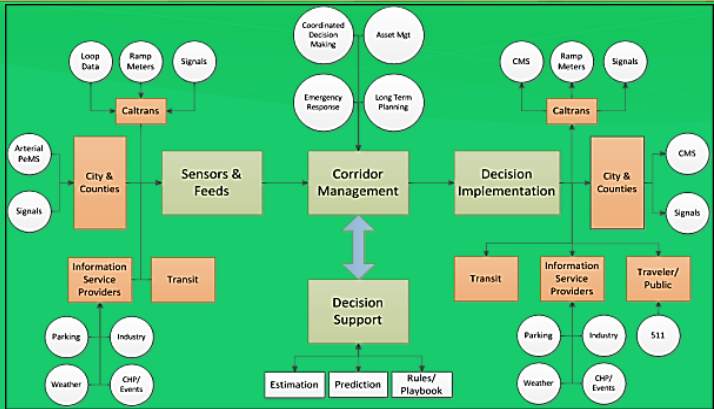 Coordinated
Decision
Making
Asset Mgt
Emergency
Response
Long Term
Planning
Loop
Data
Ramp
Meters
Signals
Caltrans
Arterial
PeMS
Signals
City &
Counties
Sensors &
Feeds
Corridor
Management
Decision
Implementation
City &
Counties
CMS
Ramp
Meters
Signals
Caltrans
CMS
Signals
Information
Service
Providers
Transit
Parking
Industry
Weather
CHP/
Events
Decision
Support
Estimation
Prediction
Rules/
Playbook
Transit
Information
Service
Providers
Traveler/
Public
Parking
Industry
511
Weather
CHP/
Events